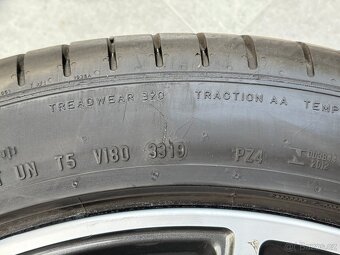 TREADWEAR 320 TRACTION AA TEMP
UN T5 V180 3319 PZ4